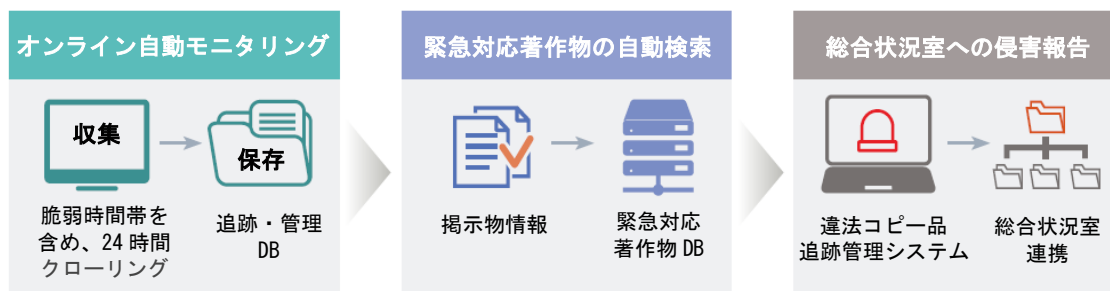 オンライン自動モニタリング
収集
保存
脆弱時間帯を
含め、24時間
クローリング
追跡・管理
DB
緊急対応著作物の自動検索
掲示物情報
緊急対応
著作物DB
総合状況室への侵害報告
違法コピー品
追跡管理システム
総合状況室
連携